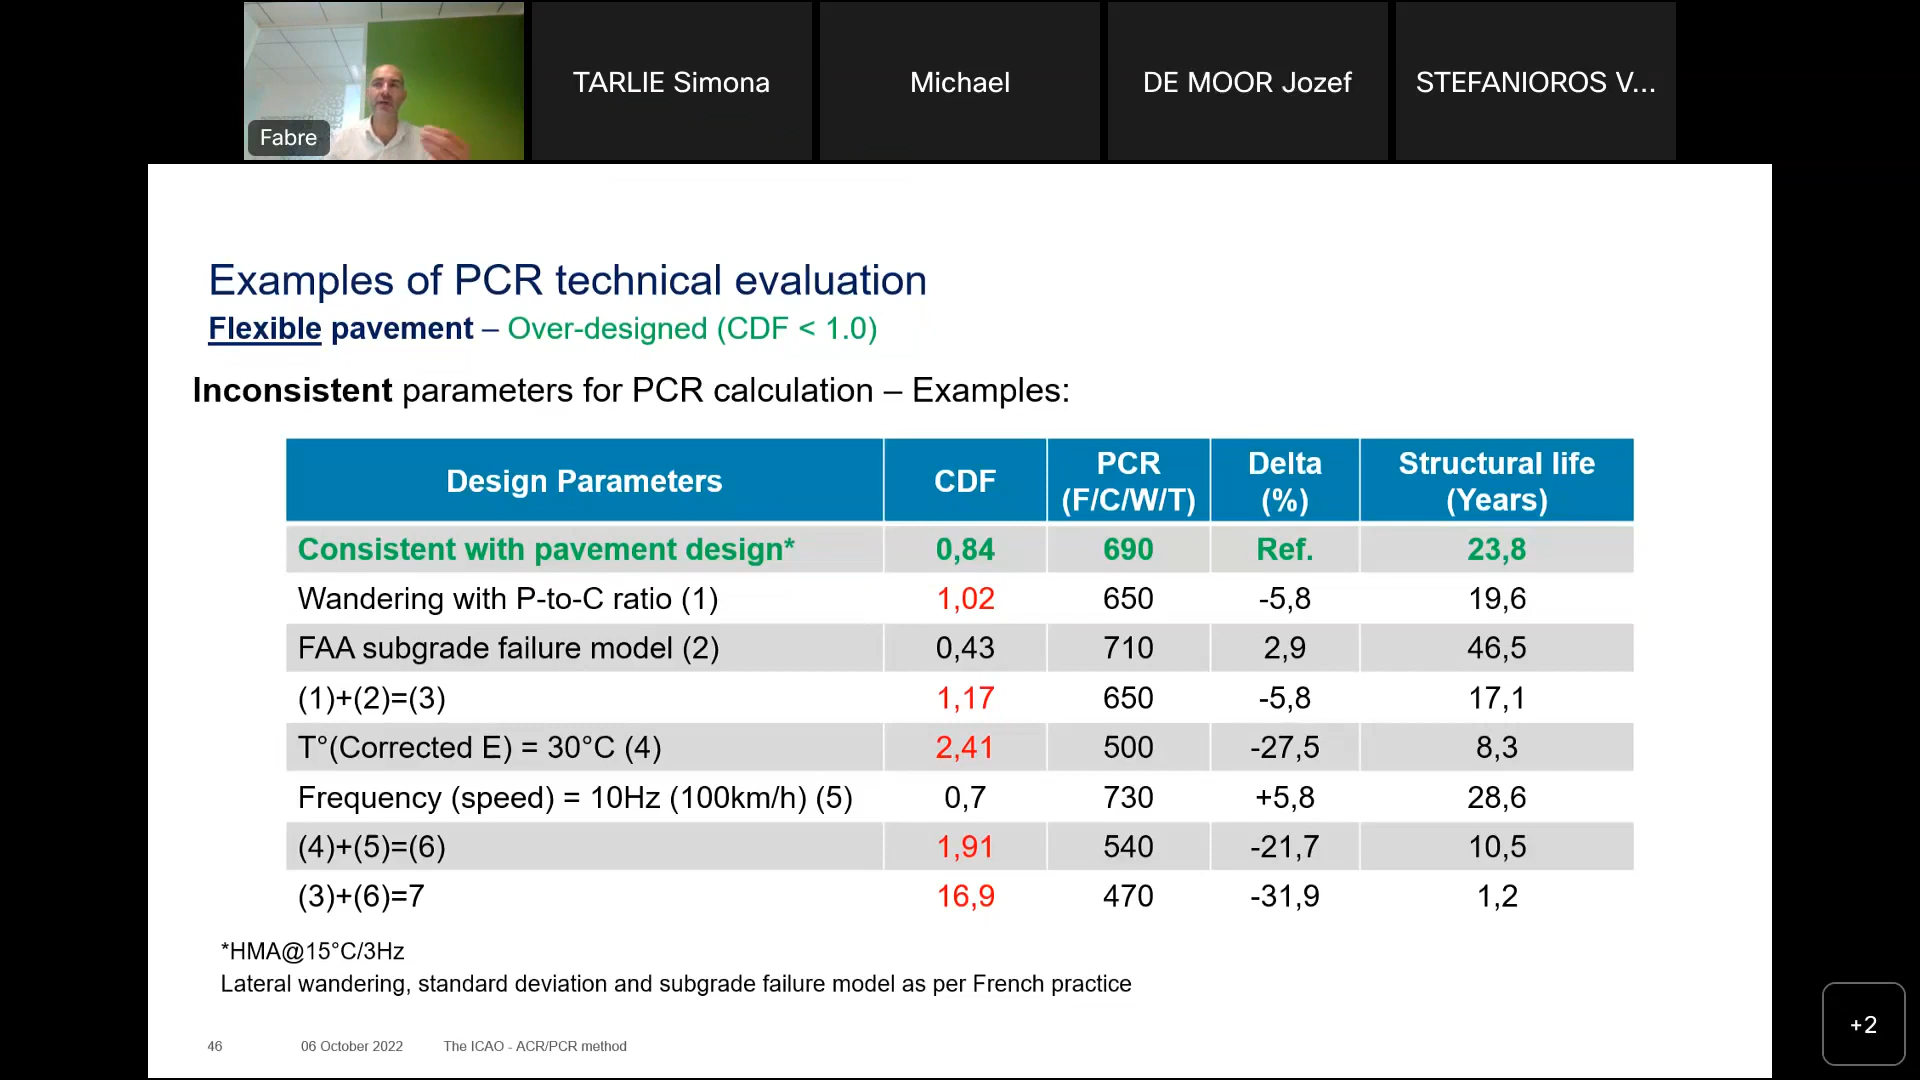 Fabre
TARLIE Simona
Michael
DE MOOR Jozef
STEFANIOROS V...
Examples of PCR technical evaluation
Flexible pavement – Over-designed (CDF < 1.0)
Inconsistent parameters for PCR calculation – Examples:
Design Parameters CDF PCR (F/C/W/T) Delta (%) Structural life (Years)
Consistent with pavement design* 0,84 690 Ref. 23,8
Wandering with P-to-C ratio (1) 1,02 650 -5,8 19,6
FAA subgrade failure model (2) 0,43 710 2,9 46,5
(1)+(2)=(3) 1,17 650 -5,8 17,1
T°(Corrected E) = 30°C (4) 2,41 500 -27,5 8,3
Frequency (speed) = 10Hz (100km/h) (5) 0,7 730 +5,8 28,6
(4)+(5)=(6) 1,91 540 -21,7 10,5
(3)+(6)=7 16,9 470 -31,9 1,2
*HMA@15°C/3Hz
Lateral wandering, standard deviation and subgrade failure model as per French practice
46 06 October 2022 The ICAO - ACR/PCR method
+2